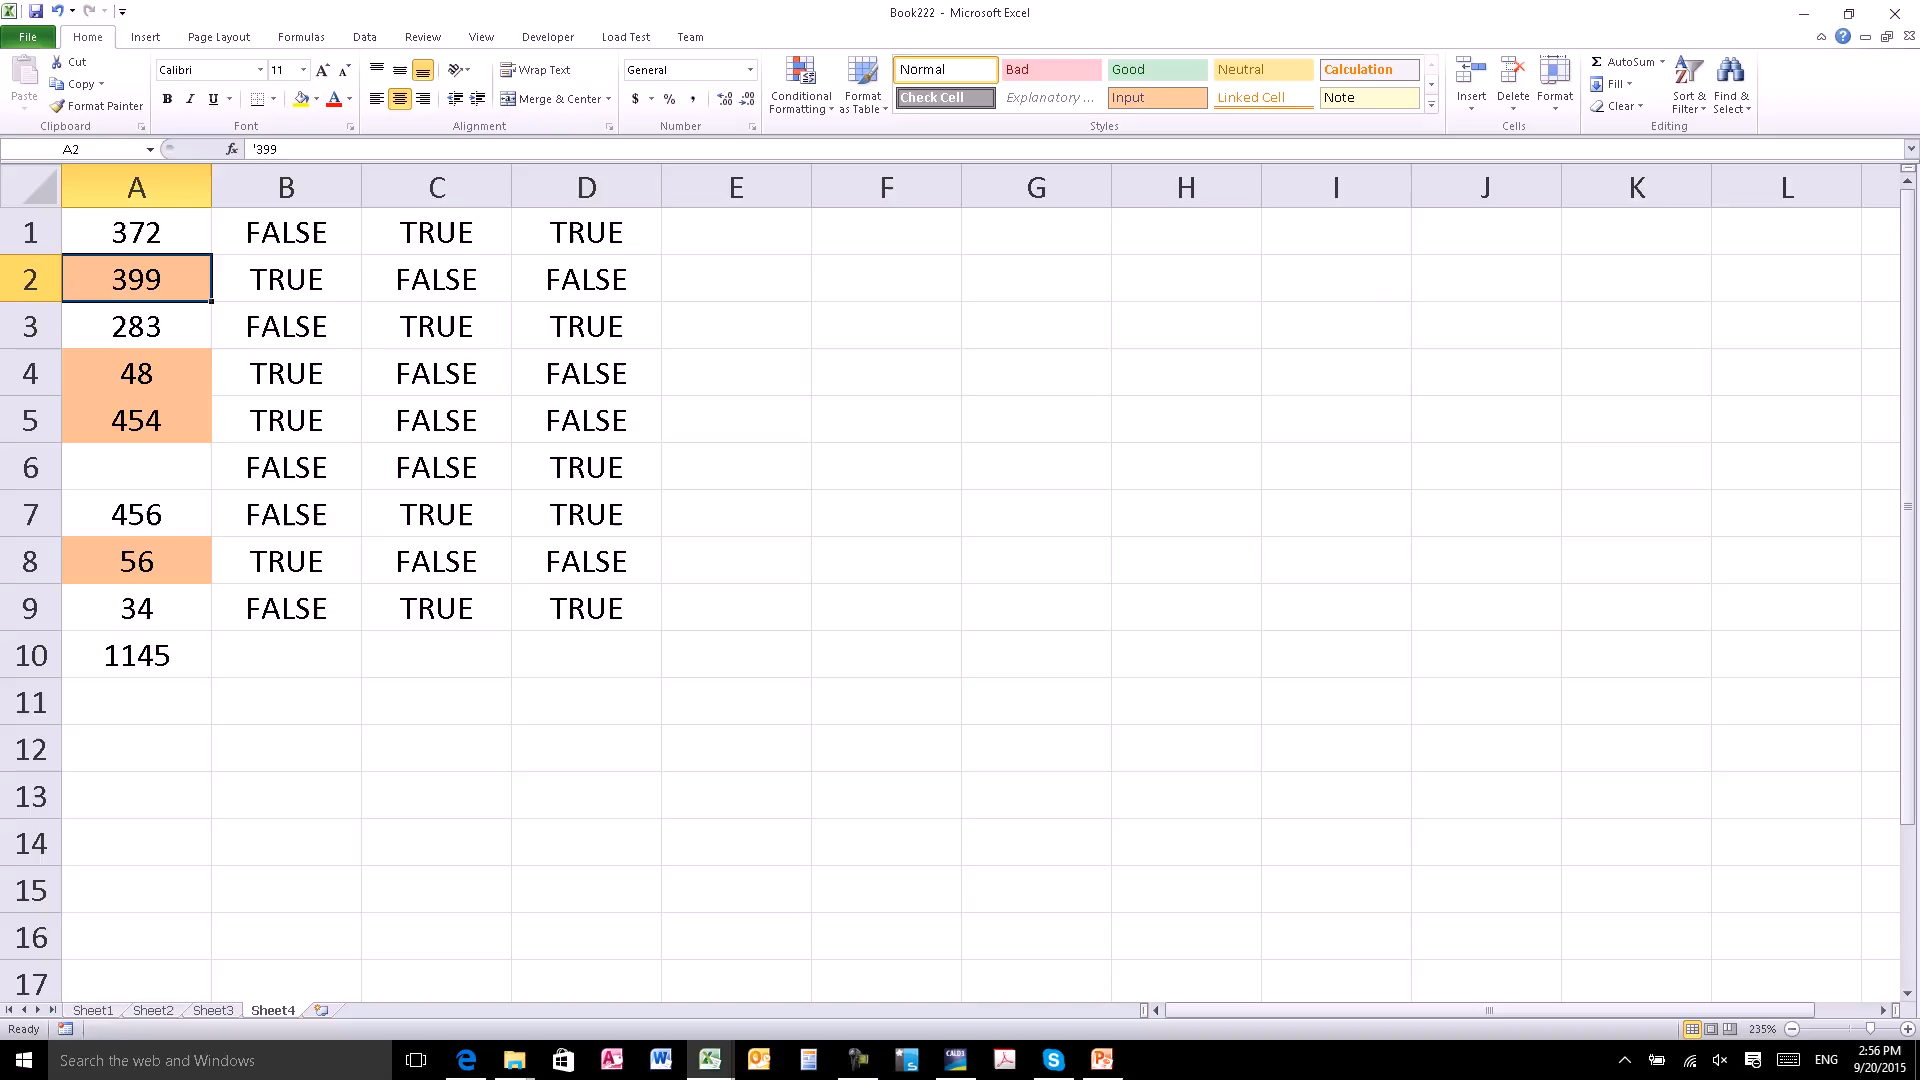 Book222 - Microsoft Excel
File Home Insert Page Layout Formulas Data Review View Developer Load Test Team
Paste Cut Copy Format Painter Clipboard
Calibri 11 A A B I U A Font
Wrap Text Merge & Center Alignment
General $ % , Number
Conditional Formatting Format as Table
Normal Bad Good Neutral Calculation
Check Cell Explanatory ... Input Linked Cell Note
Styles
Insert Delete Format Cells
Σ AutoSum Fill Clear Sort & Filter Find & Select Editing
A2 fx '399
A B C D E F G H I J K L
1 372 FALSE TRUE TRUE
2 399 TRUE FALSE FALSE
3 283 FALSE TRUE TRUE
4 48 TRUE FALSE FALSE
5 454 TRUE FALSE FALSE
6 FALSE FALSE TRUE
7 456 FALSE TRUE TRUE
8 56 TRUE FALSE FALSE
9 34 FALSE TRUE TRUE
10 1145
11
12
13
14
15
16
17
Sheet1 Sheet2 Sheet3 Sheet4
Ready 235%
Search the web and Windows ENG 2:56 PM
9/20/2015